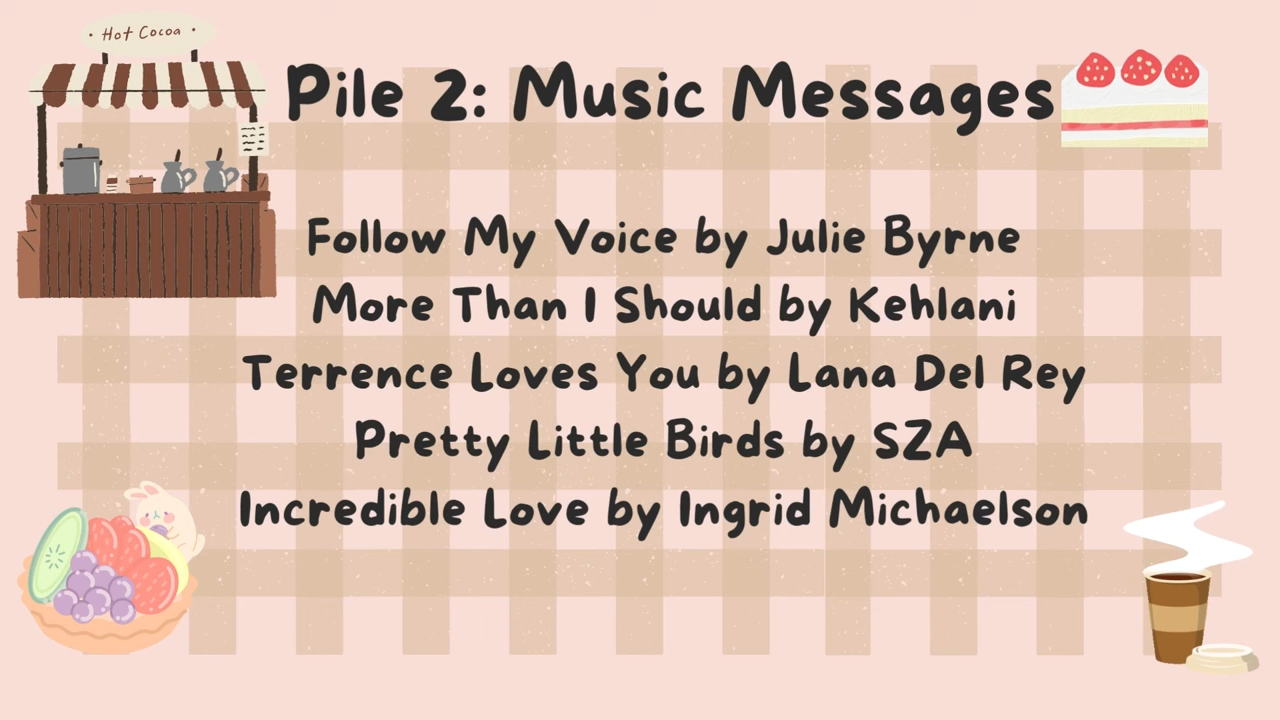 • Hot Cocoa •
Pile 2: Music Messages
Follow My Voice by Julie Byrne
More Than I Should by Kehlani
Terrence Loves You by Lana Del Rey
Pretty Little Birds by SZA
Incredible Love by Ingrid Michaelson